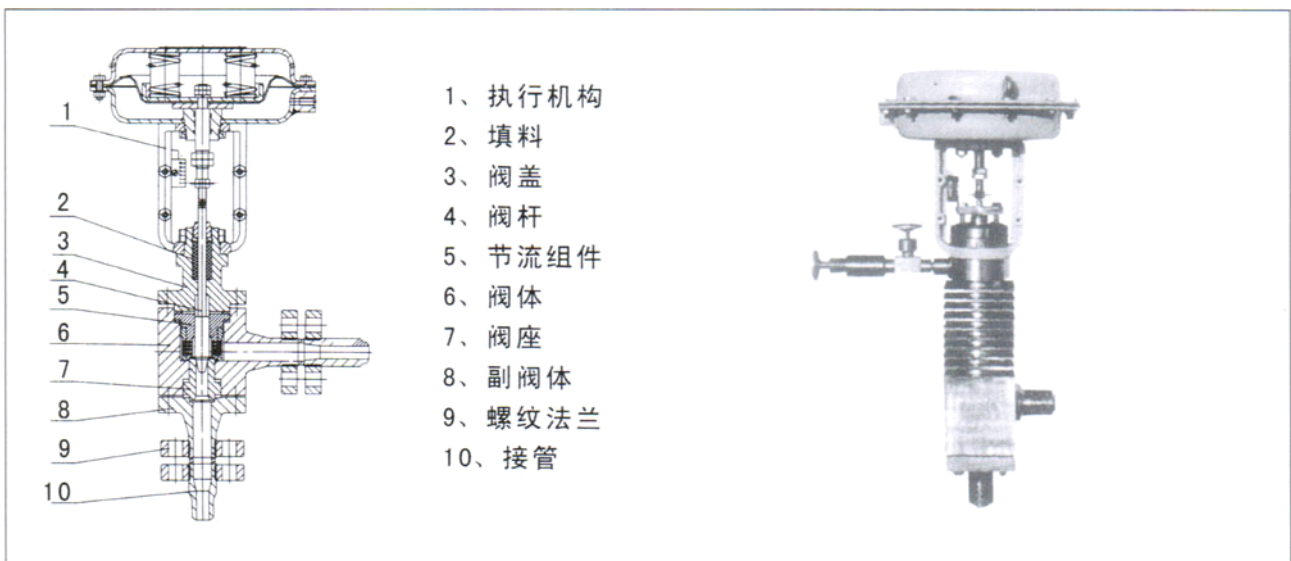 1
2
3
4
5
6
7
8
9
10
1、执行机构
2、填料
3、阀盖
4、阀杆
5、节流组件
6、阀体
7、阀座
8、副阀体
9、螺纹法兰
10、接管